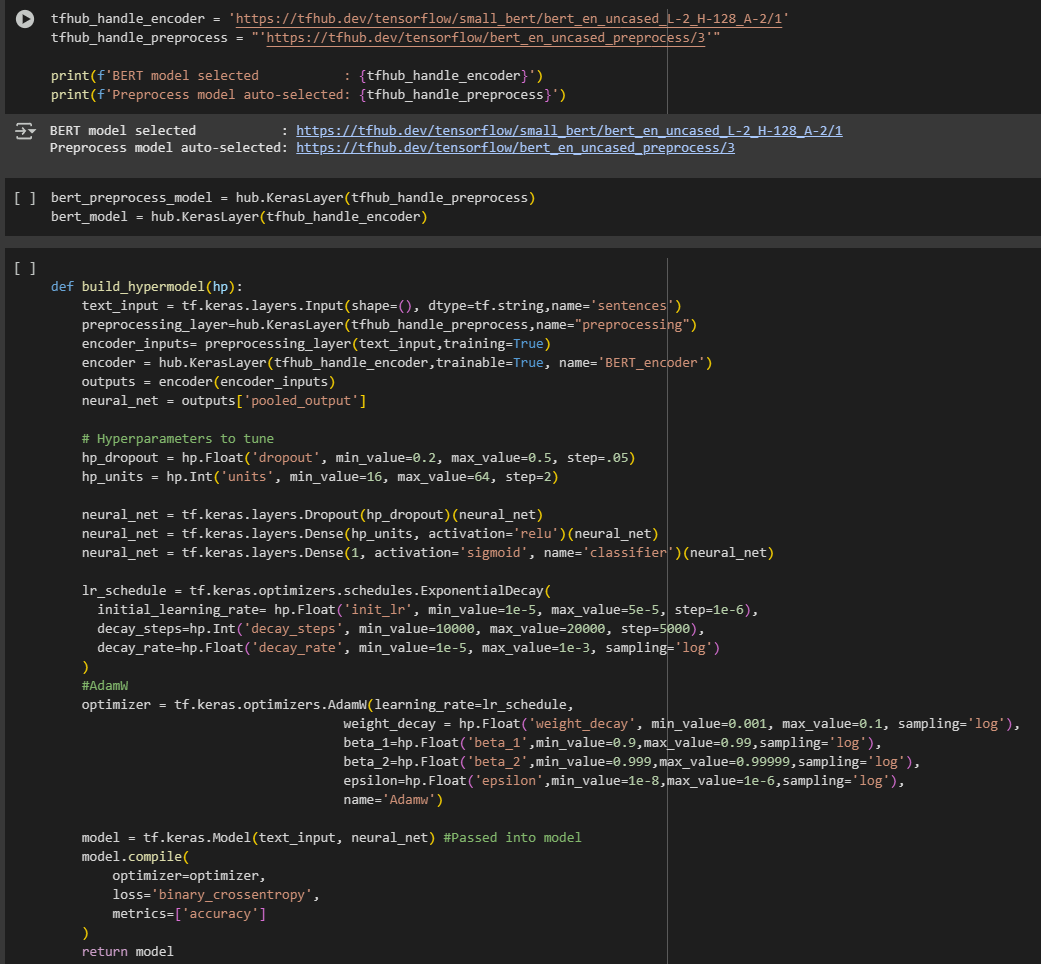 tfhub_handle_encoder = 'https://tfhub.dev/tensorflow/small_bert/bert_en_uncased_L-2_H-128_A-2/1'
tfhub_handle_preprocess = "'https://tfhub.dev/tensorflow/bert_en_uncased_preprocess/3'"
print(f'BERT model selected           : {tfhub_handle_encoder}')
print(f'Preprocess model auto-selected: {tfhub_handle_preprocess}')
BERT model selected           : https://tfhub.dev/tensorflow/small_bert/bert_en_uncased_L-2_H-128_A-2/1
Preprocess model auto-selected: https://tfhub.dev/tensorflow/bert_en_uncased_preprocess/3
[ ] bert_preprocess_model = hub.KerasLayer(tfhub_handle_preprocess)
bert_model = hub.KerasLayer(tfhub_handle_encoder)
[ ]
def build_hypermodel(hp):
    text_input = tf.keras.layers.Input(shape=(), dtype=tf.string,name='sentences')
    preprocessing_layer=hub.KerasLayer(tfhub_handle_preprocess,name="preprocessing")
    encoder_inputs= preprocessing_layer(text_input,training=True)
    encoder = hub.KerasLayer(tfhub_handle_encoder,trainable=True, name='BERT_encoder')
    outputs = encoder(encoder_inputs)
    neural_net = outputs['pooled_output']
    # Hyperparameters to tune
    hp_dropout = hp.Float('dropout', min_value=0.2, max_value=0.5, step=.05)
    hp_units = hp.Int('units', min_value=16, max_value=64, step=2)
    neural_net = tf.keras.layers.Dropout(hp_dropout)(neural_net)
    neural_net = tf.keras.layers.Dense(hp_units, activation='relu')(neural_net)
    neural_net = tf.keras.layers.Dense(1, activation='sigmoid', name='classifier')(neural_net)
    lr_schedule = tf.keras.optimizers.schedules.ExponentialDecay(
      initial_learning_rate= hp.Float('init_lr', min_value=1e-5, max_value=5e-5, step=1e-6),
      decay_steps=hp.Int('decay_steps', min_value=10000, max_value=20000, step=5000),
      decay_rate=hp.Float('decay_rate', min_value=1e-5, max_value=1e-3, sampling='log')
    )
    #AdamW
    optimizer = tf.keras.optimizers.AdamW(learning_rate=lr_schedule,
                                      weight_decay = hp.Float('weight_decay', min_value=0.001, max_value=0.1, sampling='log'),
                                      beta_1=hp.Float('beta_1',min_value=0.9,max_value=0.99,sampling='log'),
                                      beta_2=hp.Float('beta_2',min_value=0.999,max_value=0.99999,sampling='log'),
                                      epsilon=hp.Float('epsilon',min_value=1e-8,max_value=1e-6,sampling='log'),
                                      name='Adamw')
    model = tf.keras.Model(text_input, neural_net) #Passed into model
    model.compile(
        optimizer=optimizer,
        loss='binary_crossentropy',
        metrics=['accuracy']
    )
    return model